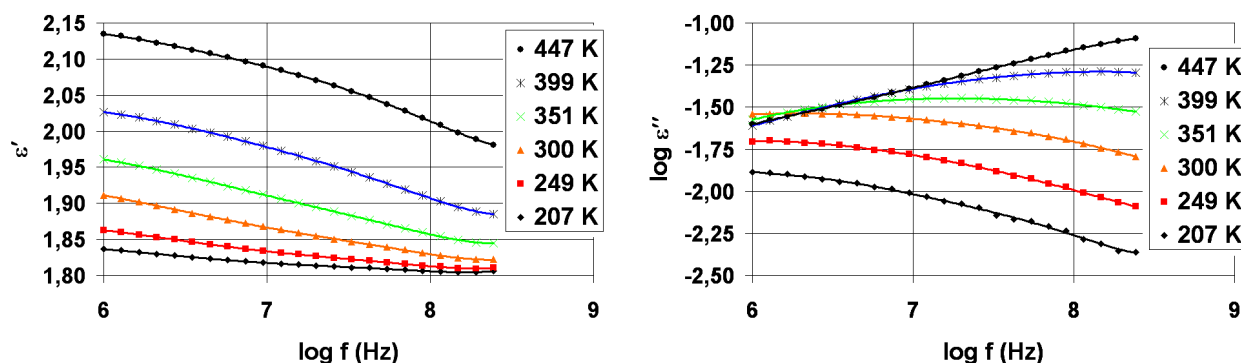 2,15
2,10
2,05
2,00
1,95
1,90
1,85
1,80
ε′
6
7
8
9
log f (Hz)
447 K
399 K
351 K
300 K
249 K
207 K
-1,00
-1,25
-1,50
-1,75
-2,00
-2,25
-2,50
log ε′′
6
7
8
9
log f (Hz)
447 K
399 K
351 K
300 K
249 K
207 K